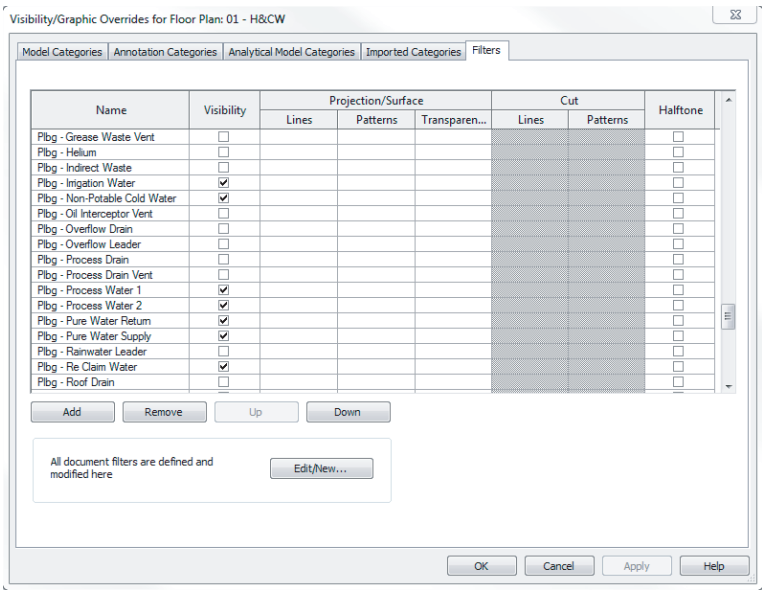 Visibility/Graphic Overrides for Floor Plan: 01 - H&CW
Model Categories Annotation Categories Analytical Model Categories Imported Categories Filters
Name Visibility Projection/Surface Cut Halftone
Lines Patterns Transparen... Lines Patterns
Plbg - Grease Waste Vent
Plbg - Helium
Plbg - Indirect Waste
Plbg - Irrigation Water
Plbg - Non-Potable Cold Water
Plbg - Oil Interceptor Vent
Plbg - Overflow Drain
Plbg - Overflow Leader
Plbg - Process Drain
Plbg - Process Drain Vent
Plbg - Process Water 1
Plbg - Process Water 2
Plbg - Pure Water Return
Plbg - Pure Water Supply
Plbg - Rainwater Leader
Plbg - Re Claim Water
Plbg - Roof Drain
Add Remove Up Down
All document filters are defined and
modified here
Edit/New...
OK Cancel Apply Help